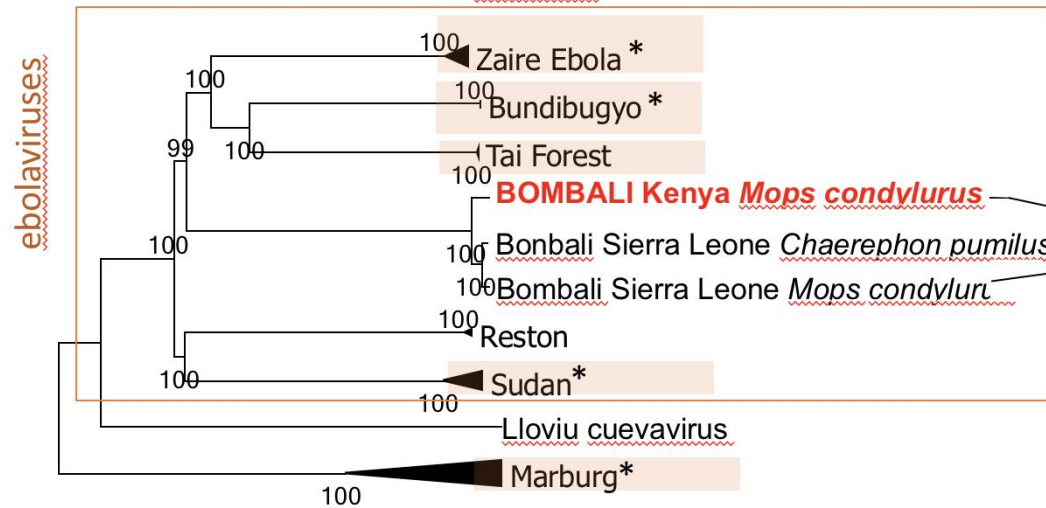 ebolaviruses
100
Zaire Ebola *
100
100
Bundibugyo *
99
100
Tai Forest
100
BOMBALI Kenya Mops condylurus
100
100
Bonbali Sierra Leone Chaerephon pumilus
100
Bombali Sierra Leone Mops condyluru
100
Reston
100
Sudan*
100
Lloviu cuevavirus
Marburg*
100